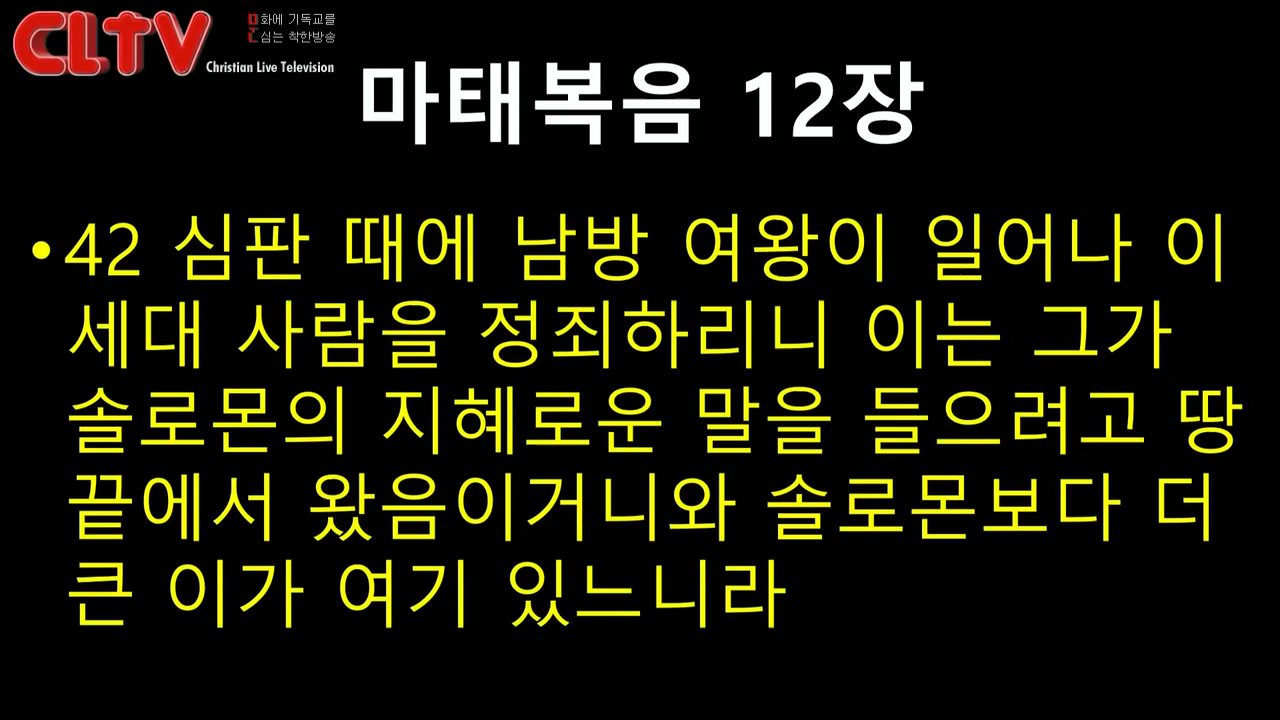 CLTV
문화에 기독교를
심는 착한방송
Christian Live Television
마태복음 12장
•42 심판 때에 남방 여왕이 일어나 이
세대 사람을 정죄하리니 이는 그가
솔로몬의 지혜로운 말을 들으려고 땅
끝에서 왔음이거니와 솔로몬보다 더
큰 이가 여기 있느니라